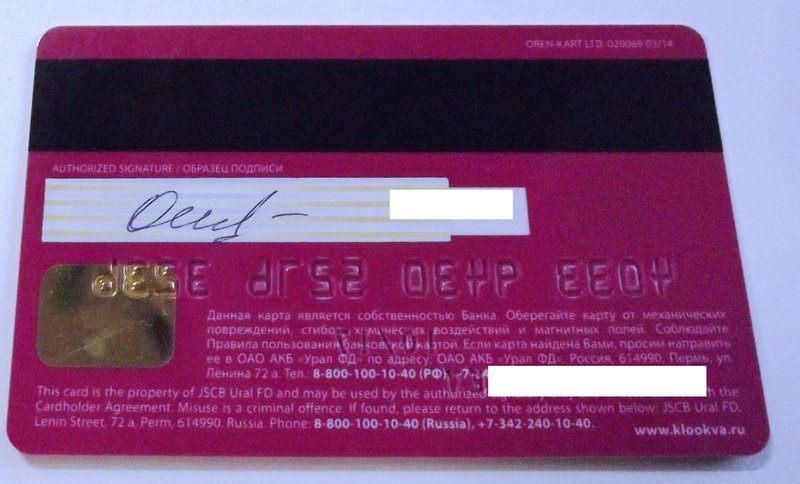 OREN-KART LTD. 020069 03/14
AUTHORIZED SIGNATURE / ОБРАЗЕЦ ПОДПИСИ
Данная карта является собственностью Банка. Оберегайте карту от механических
повреждений, сгибов, химических воздействий и магнитных полей. Соблюдайте
Правила пользования банковской картой. Если карта найдена Вами, просим направить
ее в ОАО АКБ «Урал ФД» по адресу: ОАО АКБ «Урал ФД», Россия, 614990, Пермь, ул.
Ленина 72 а. Тел.: 8-800-100-10-40 (РФ),
This card is the property of JSCB Ural FD and may be used by the authorized the
Cardholder Agreement. Misuse is a criminal offence. If found, please return to the address shown below: JSCB Ural FD,
Lenin Street, 72 a, Perm, 614990, Russia. Phone: 8-800-100-10-40 (Russia), +7-342-240-10-40.
www.klookva.ru